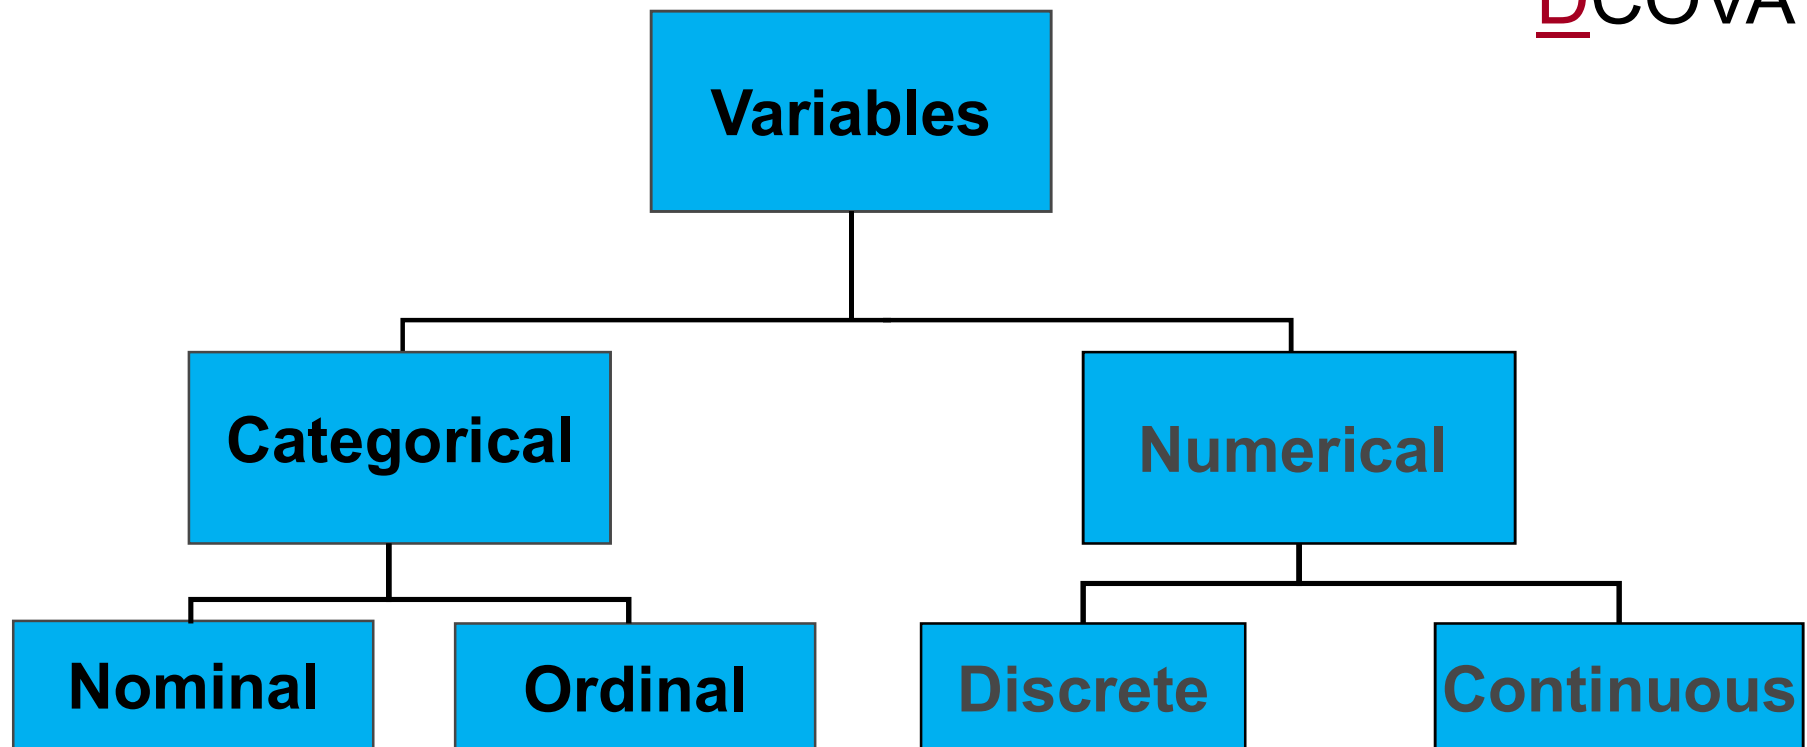 DCOVA
Variables
Categorical
Numerical
Nominal
Ordinal
Discrete
Continuous